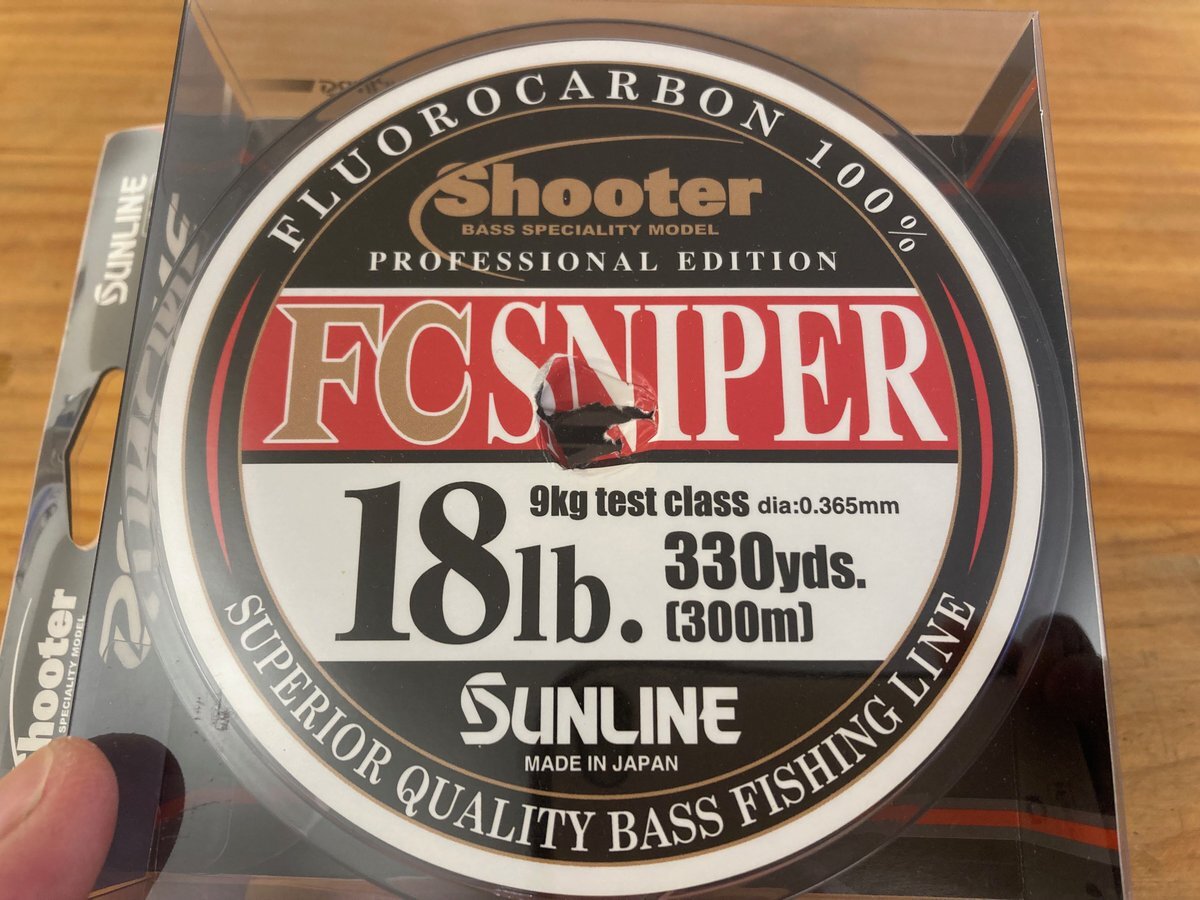 FLUOROCARBON 100%
Shooter
BASS SPECIALITY MODEL
PROFESSIONAL EDITION
FC SNIPER
18lb.
9kg test class dia:0.365mm
330yds.
(300m)
SUNLINE
MADE IN JAPAN
SUPERIOR QUALITY BASS FISHING LINE
SUNLINE
Shooter
SPECIALITY MODEL